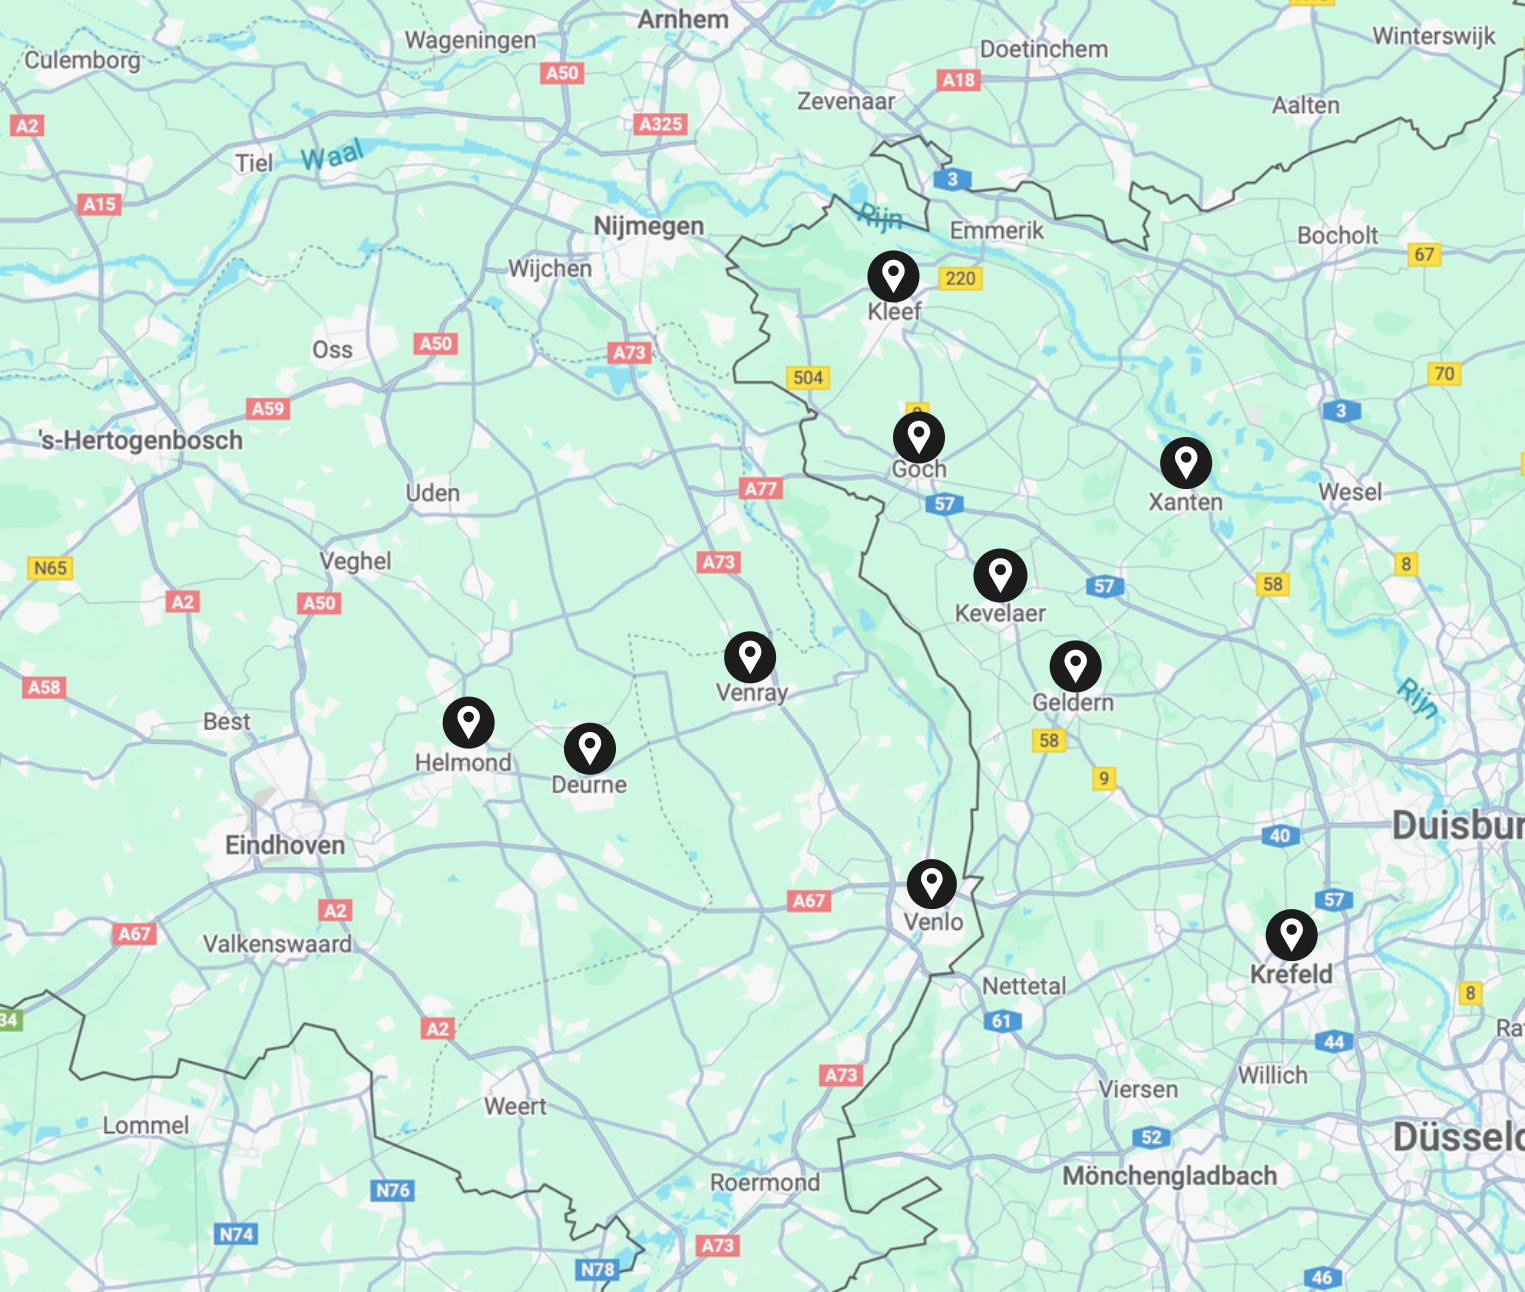 Arnhem
Wageningen
Culemborg
Doetinchem
Winterswijk
A50
A18
Zevenaar
Aalten
A2
A325
Tiel
Waal
3
A15
Rijn
Nijmegen
Emmerik
Bocholt
67
Wijchen
220
Kleef
Oss
A50
A73
504
70
A59
3
's-Hertogenbosch
Goch
A77
Uden
57
Xanten
Wesel
Veghel
A73
N65
8
57
58
A2
A50
Kevelaer
A58
Venray
Geldern
Rijn
Best
58
Helmond
Deurne
9
Duisbur
40
Eindhoven
A67
57
A2
Venlo
A67
Valkenswaard
Krefeld
Nettetal
8
34
61
A2
Ra
44
A73
Willich
Viersen
Weert
Lommel
52
Düsseld
Mönchengladbach
Roermond
N76
N74
A73
N78
46